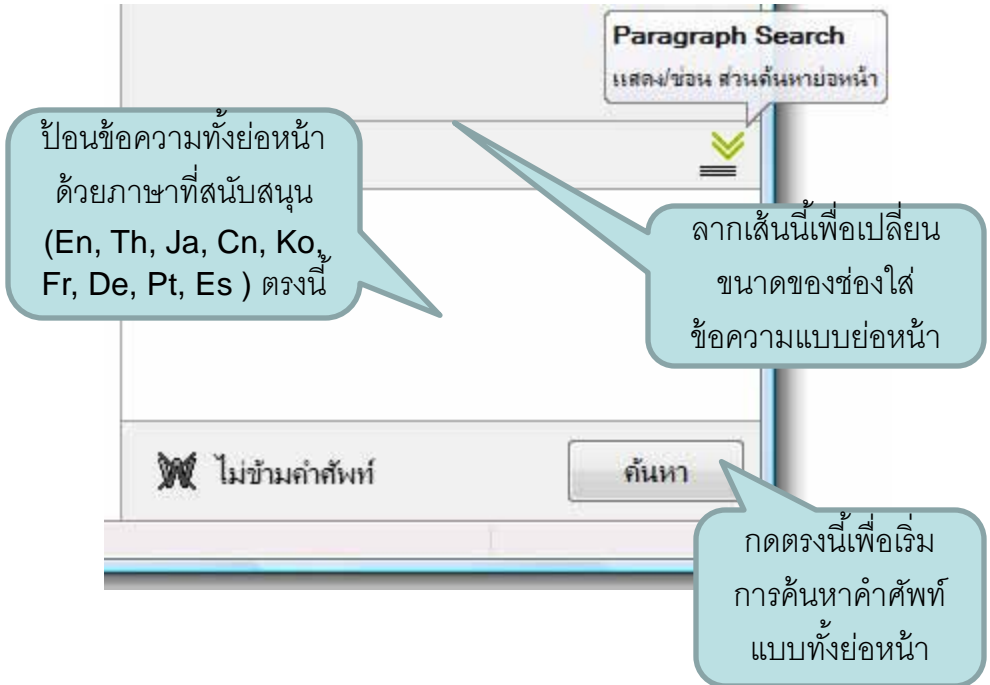 Paragraph Search
แสดง/ซ่อน ส่วนค้นหาย่อหน้า
ป้อนข้อความทั้งย่อหน้า
ด้วยภาษาที่สนับสนุน
(En, Th, Ja, Cn, Ko,
Fr, De, Pt, Es ) ตรงนี้
ลากเส้นนี้เพื่อเปลี่ยน
ขนาดของช่องใส่
ข้อความแบบย่อหน้า
ไม่ข้ามคำศัพท์
ค้นหา
กดตรงนี้เพื่อเริ่ม
การค้นหาคำศัพท์
แบบทั้งย่อหน้า